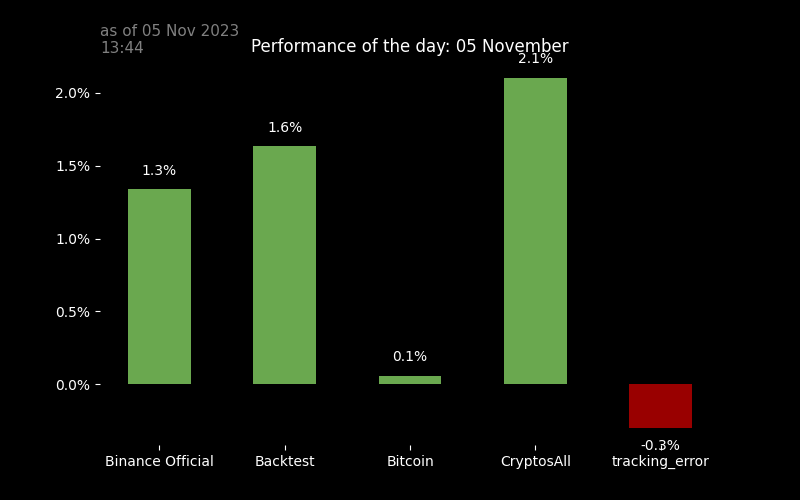 as of 05 Nov 2023
13:44
Performance of the day: 05 November
2.1%
2.0%
1.6%
1.5%
1.3%
1.0%
0.5%
0.1%
0.0%
-0.3%
Binance Official
Backtest
Bitcoin
CryptosAll
tracking_error